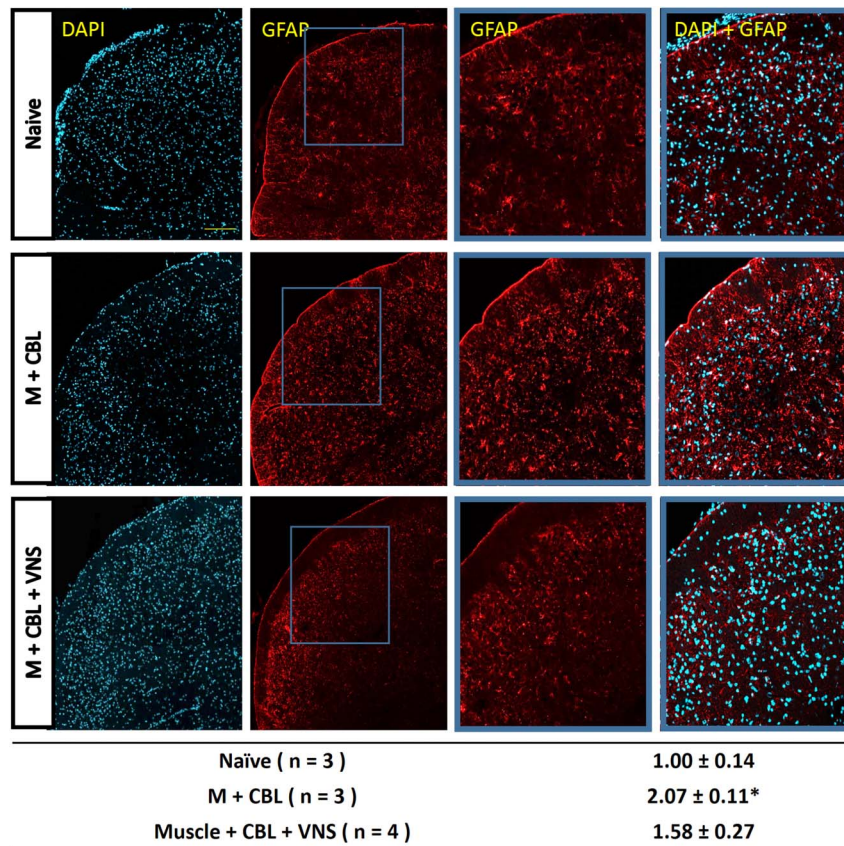 DAPI GFAP GFAP DAPI + GFAP
Naive
M + CBL
M + CBL + VNS
Naïve ( n = 3 ) 1.00 ± 0.14
M + CBL ( n = 3 ) 2.07 ± 0.11*
Muscle + CBL + VNS ( n = 4 ) 1.58 ± 0.27